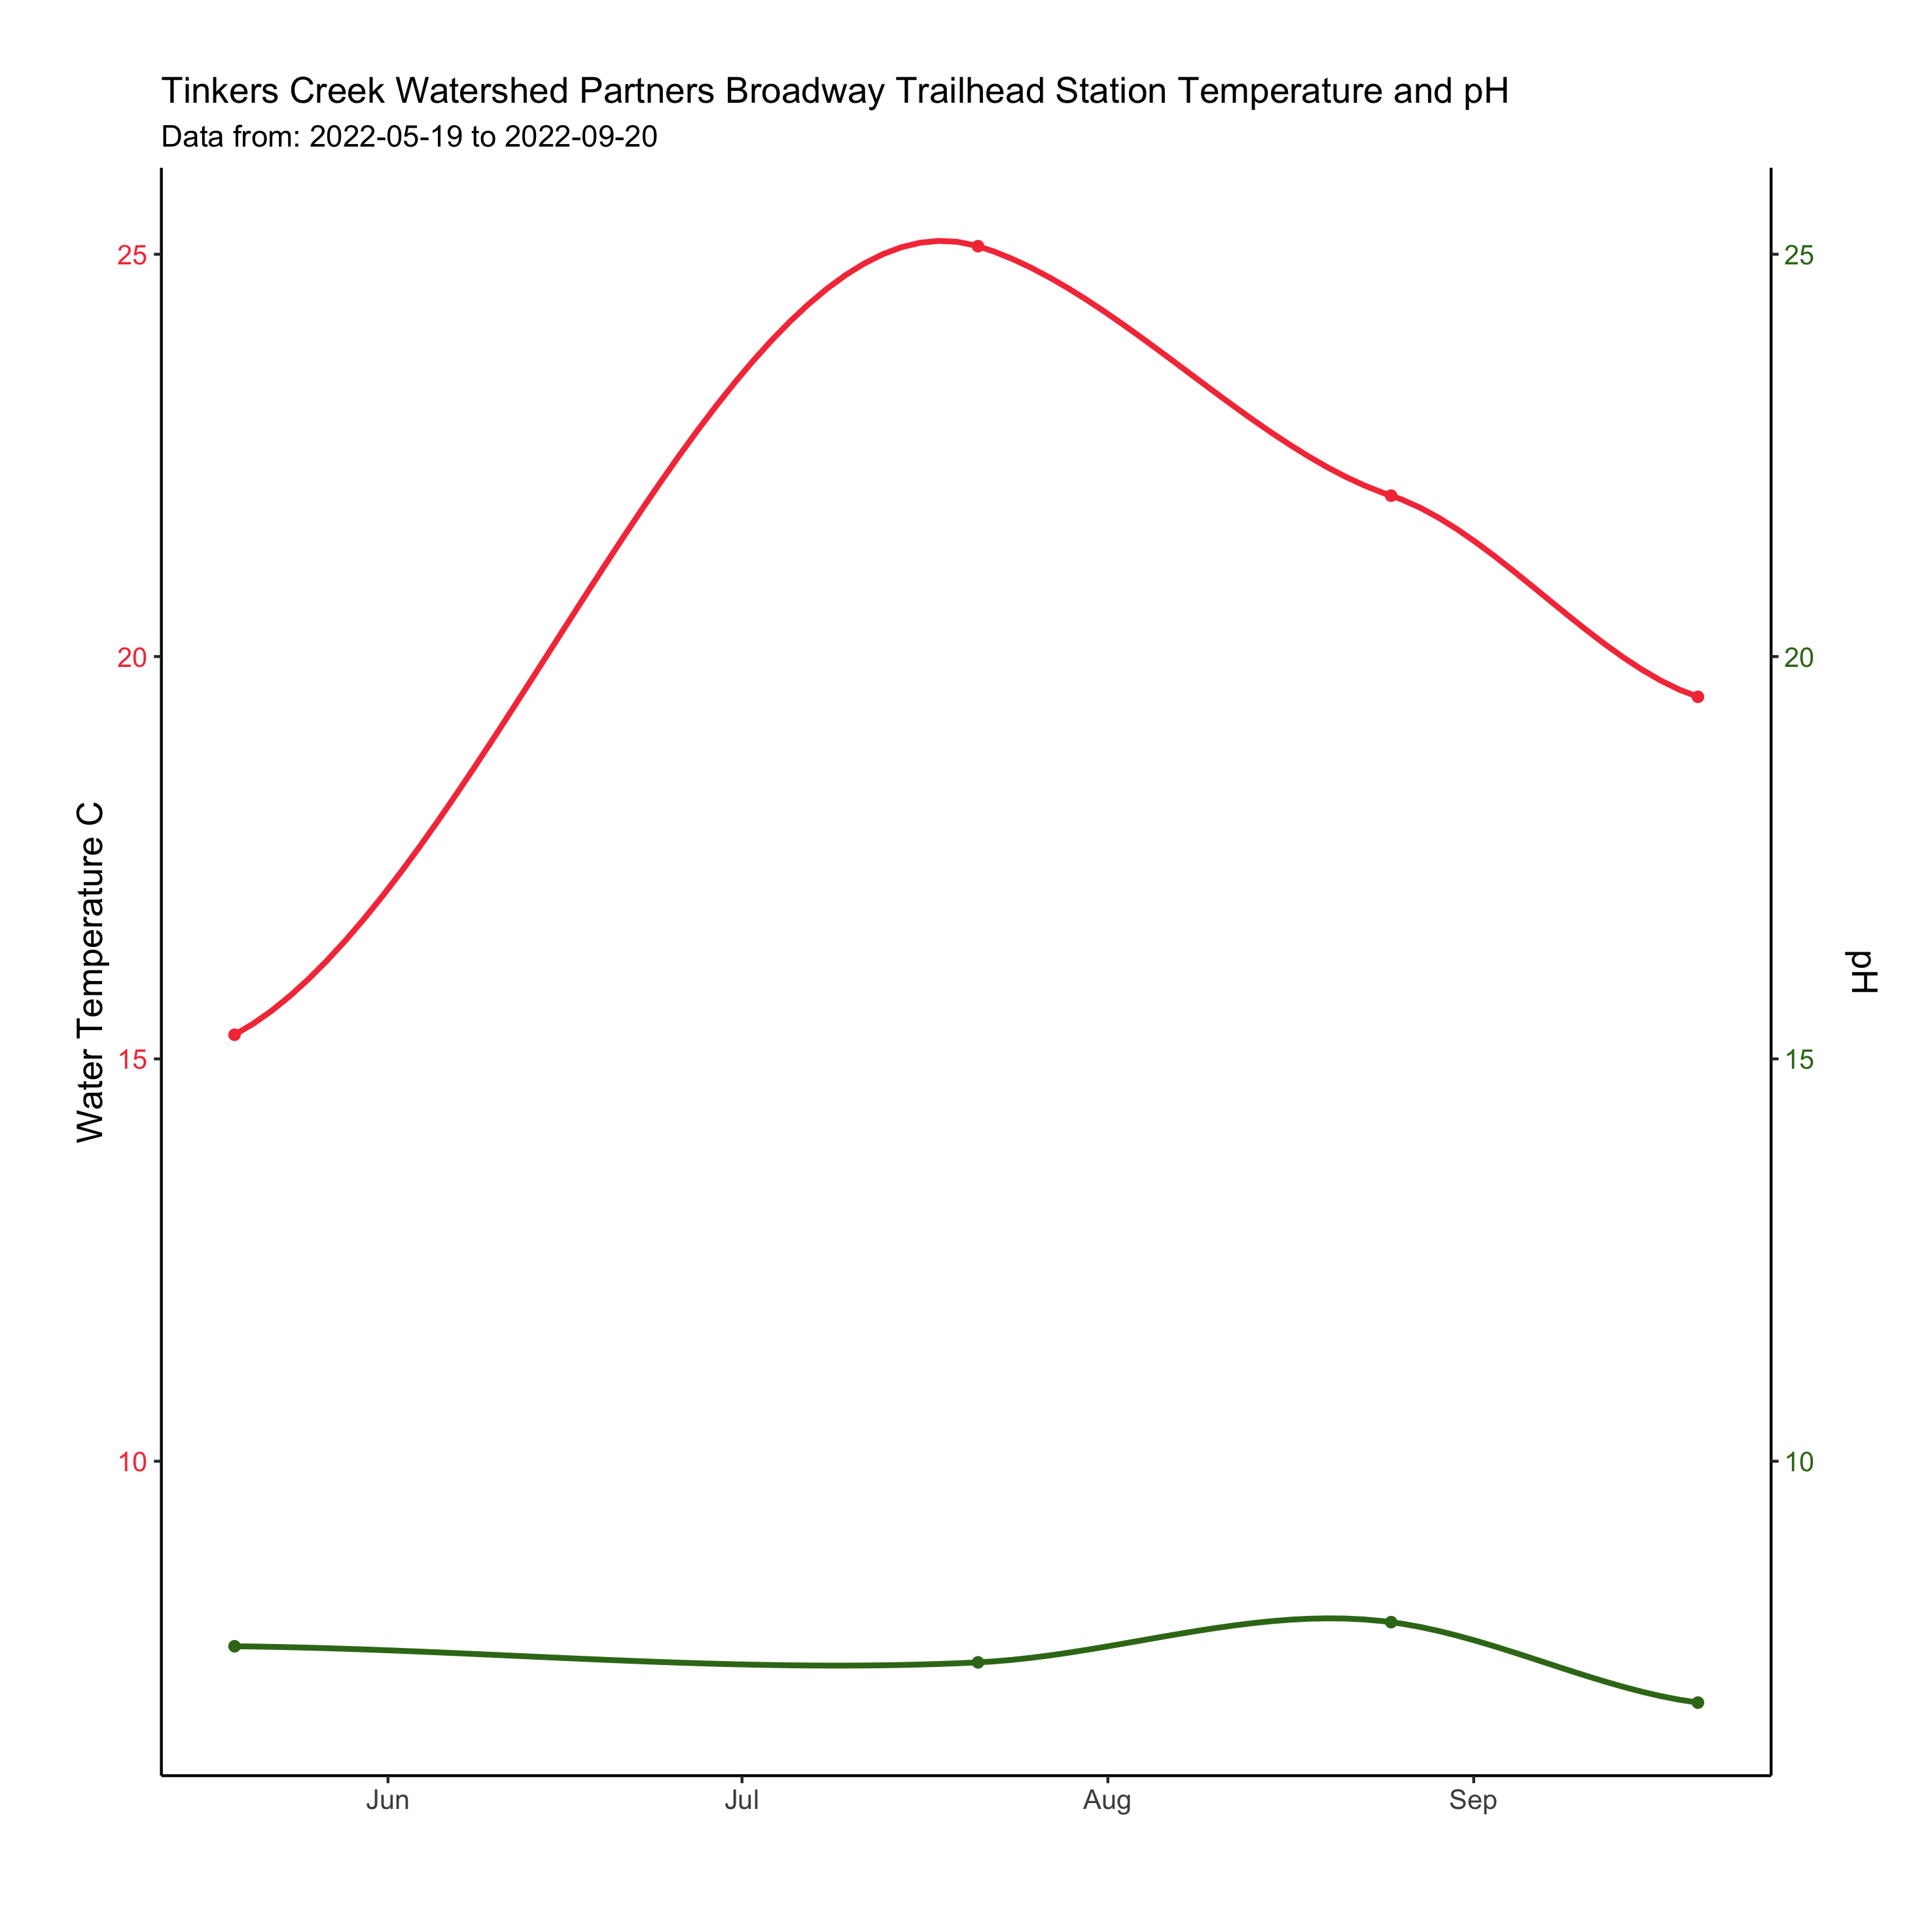 Tinkers Creek Watershed Partners Broadway Trailhead Station Temperature and pH
Data from: 2022-05-19 to 2022-09-20
25
20
15
10
Water Temperature C
25
20
15
10
pH
Jun
Jul
Aug
Sep